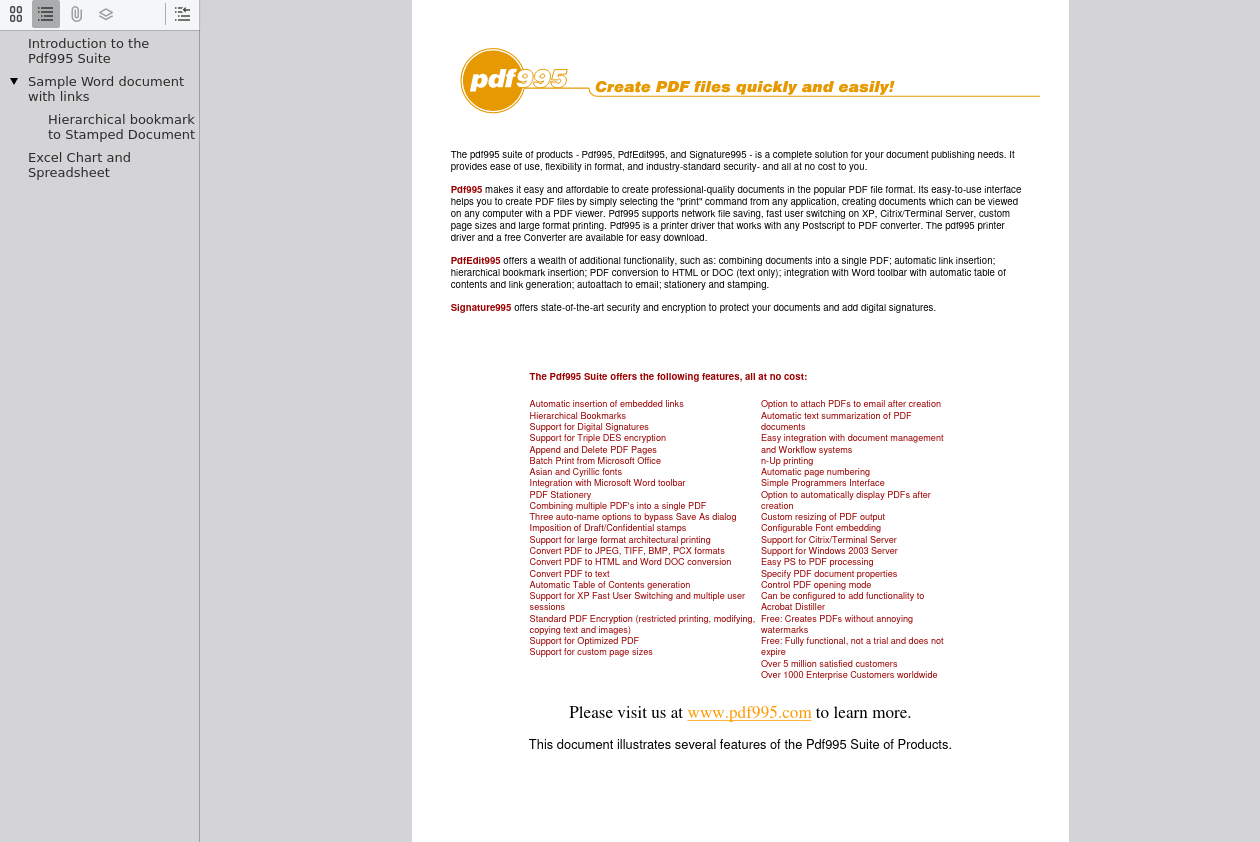 Introduction to the
Pdf995 Suite
Sample Word document
with links
Hierarchical bookmark
to Stamped Document
Excel Chart and
Spreadsheet
pdf995
Create PDF files quickly and easily!
The pdf995 suite of products - Pdf995, PdfEdit995, and Signature995 - is a complete solution for your document publishing needs. It
provides ease of use, flexibility in format, and industry-standard security- and all at no cost to you.
Pdf995 makes it easy and affordable to create professional-quality documents in the popular PDF file format. Its easy-to-use interface
helps you to create PDF files by simply selecting the "print" command from any application, creating documents which can be viewed
on any computer with a PDF viewer. Pdf995 supports network file saving, fast user switching on XP, Citrix/Terminal Server, custom
page sizes and large format printing. Pdf995 is a printer driver that works with any Postscript to PDF converter. The pdf995 printer
driver and a free Converter are available for easy download.
PdfEdit995 offers a wealth of additional functionality, such as: combining documents into a single PDF; automatic link insertion;
hierarchical bookmark insertion; PDF conversion to HTML or DOC (text only); integration with Word toolbar with automatic table of
contents and link generation; autoattach to email; stationery and stamping.
Signature995 offers state-of-the-art security and encryption to protect your documents and add digital signatures.
The Pdf995 Suite offers the following features, all at no cost:
Automatic insertion of embedded links
Hierarchical Bookmarks
Support for Digital Signatures
Support for Triple DES encryption
Append and Delete PDF Pages
Batch Print from Microsoft Office
Asian and Cyrillic fonts
Integration with Microsoft Word toolbar
PDF Stationery
Combining multiple PDF's into a single PDF
Three auto-name options to bypass Save As dialog
Imposition of Draft/Confidential stamps
Support for large format architectural printing
Convert PDF to JPEG, TIFF, BMP, PCX formats
Convert PDF to HTML and Word DOC conversion
Convert PDF to text
Automatic Table of Contents generation
Support for XP Fast User Switching and multiple user
sessions
Standard PDF Encryption (restricted printing, modifying,
copying text and images)
Support for Optimized PDF
Support for custom page sizes
Option to attach PDFs to email after creation
Automatic text summarization of PDF
documents
Easy integration with document management
and Workflow systems
n-Up printing
Automatic page numbering
Simple Programmers Interface
Option to automatically display PDFs after
creation
Custom resizing of PDF output
Configurable Font embedding
Support for Citrix/Terminal Server
Support for Windows 2003 Server
Easy PS to PDF processing
Specify PDF document properties
Control PDF opening mode
Can be configured to add functionality to
Acrobat Distiller
Free: Creates PDFs without annoying
watermarks
Free: Fully functional, not a trial and does not
expire
Over 5 million satisfied customers
Over 1000 Enterprise Customers worldwide
Please visit us at www.pdf995.com to learn more.
This document illustrates several features of the Pdf995 Suite of Products.